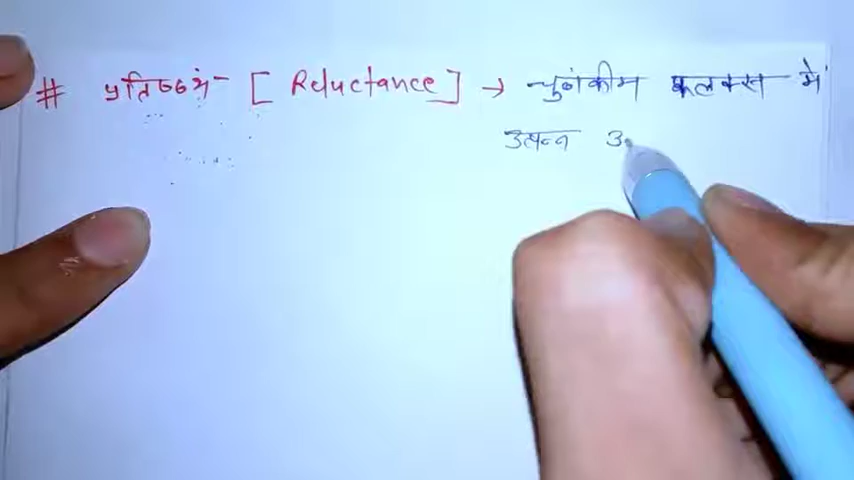 # प्रतिष्टम्भ [ Reluctance ] → चुम्बकीय फ्लक्स में
उत्पन्न